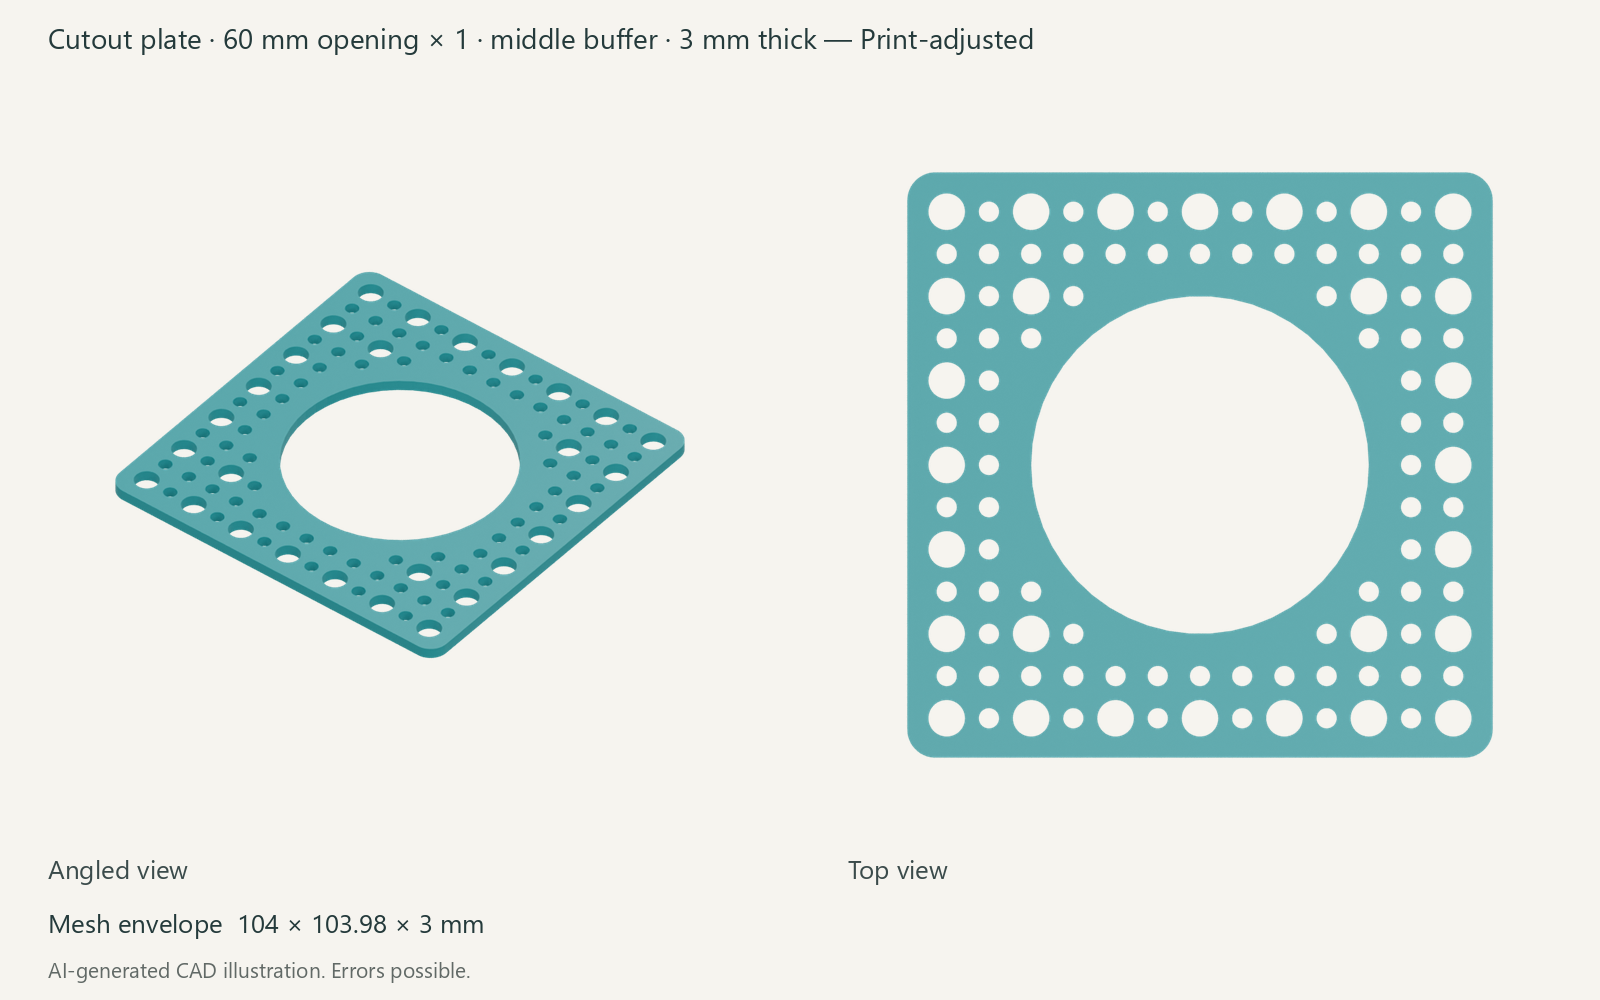 Cutout plate · 60 mm opening × 1 · middle buffer · 3 mm thick — Print-adjusted
Angled view
Top view
Mesh envelope 104 × 103.98 × 3 mm
AI-generated CAD illustration. Errors possible.